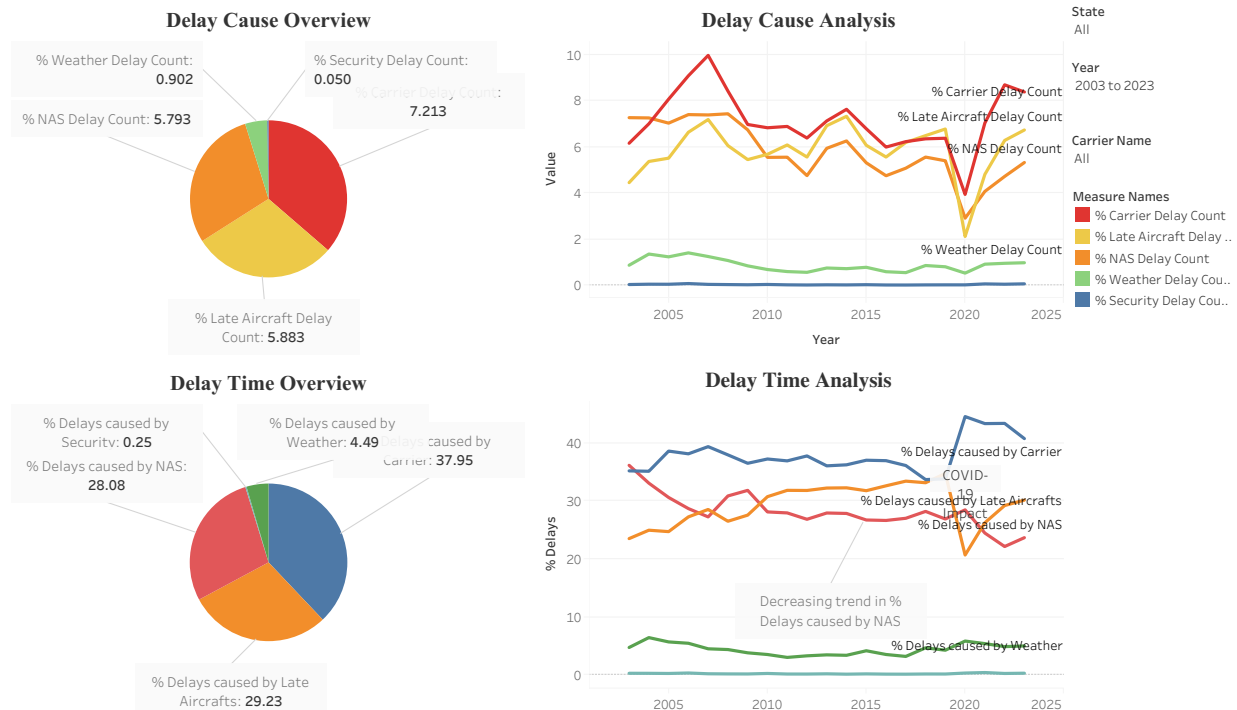 Delay Cause Overview
% Weather Delay Count:
0.902
% Security Delay Count:
0.050
% Carrier Delay Count:
7.213
% NAS Delay Count: 5.793
% Late Aircraft Delay
Count: 5.883
Delay Cause Analysis
Value
10
8
6
4
2
0
% Carrier Delay Count
% Late Aircraft Delay Count
% NAS Delay Count
% Weather Delay Count
2005
2010
2015
2020
2025
Year
State
All
Year
2003 to 2023
Carrier Name
All
Measure Names
% Carrier Delay Count
% Late Aircraft Delay ..
% NAS Delay Count
% Weather Delay Cou..
% Security Delay Cou..
Delay Time Overview
% Delays caused by
Security: 0.25
% Delays caused by
Weather: 4.49
Delays caused by
Carrier: 37.95
% Delays caused by NAS:
28.08
% Delays caused by Late
Aircrafts: 29.23
Delay Time Analysis
% Delays
40
30
20
10
0
% Delays caused by Carrier
COVID-
19
Impact
% Delays caused by Late Aircrafts
% Delays caused by NAS
Decreasing trend in %
Delays caused by NAS
% Delays caused by Weather
2005
2010
2015
2020
2025